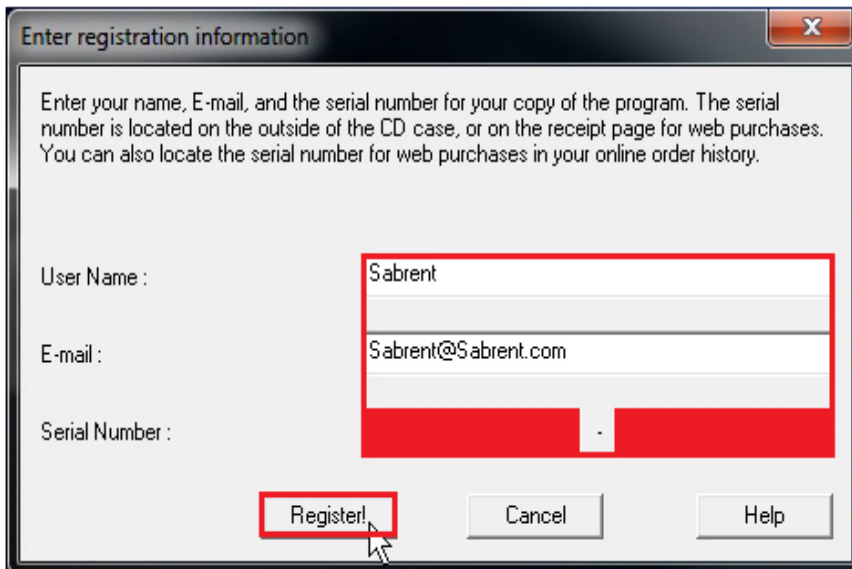 Enter registration information
Enter your name, E-mail, and the serial number for your copy of the program. The serial
number is located on the outside of the CD case, or on the receipt page for web purchases.
You can also locate the serial number for web purchases in your online order history.
User Name :
Sabrent
E-mail :
Sabrent@Sabrent.com
Serial Number :
-
Register!
Cancel
Help